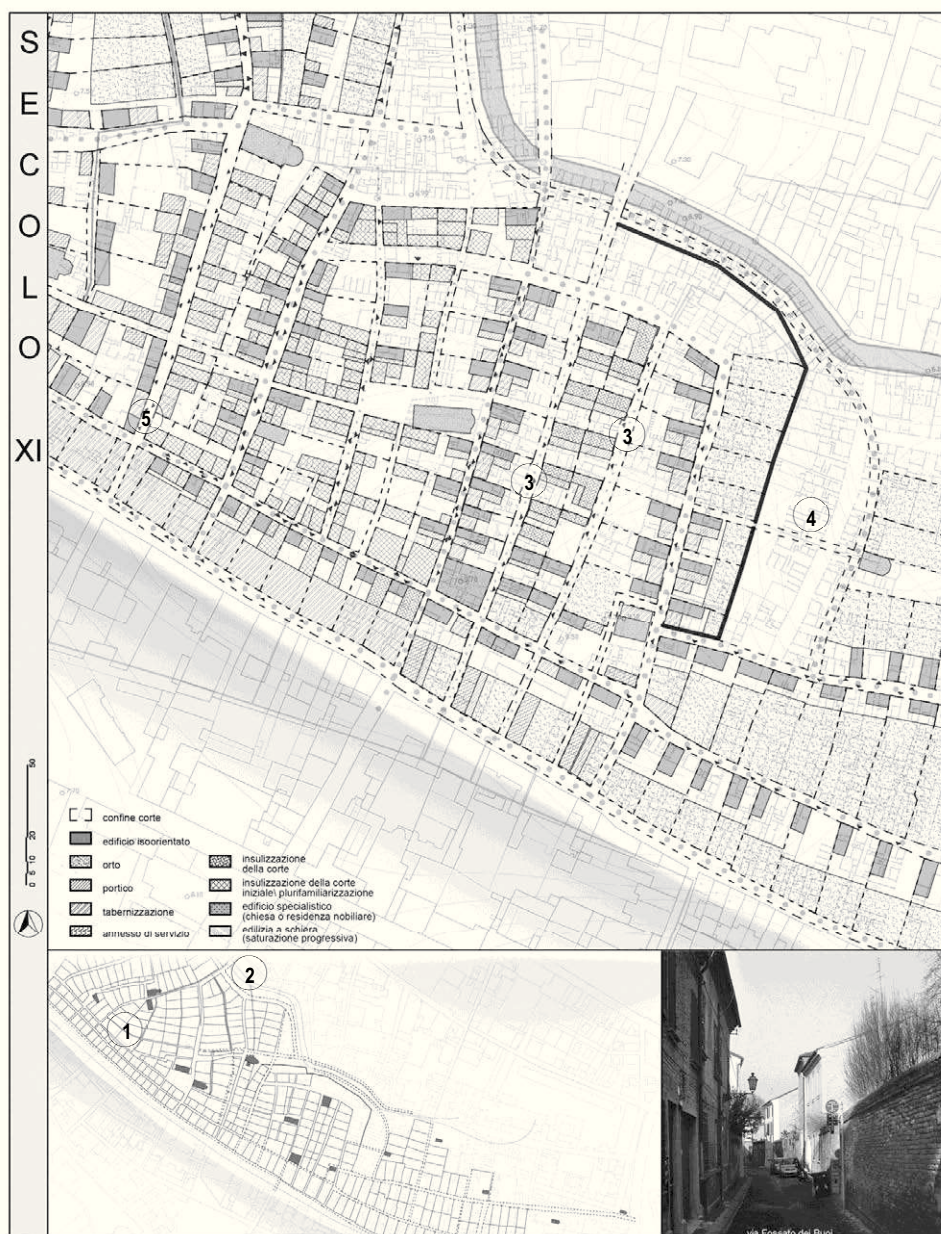 SECOLO XI
5
3
3
4
50
20
10
5
0
confine corte
edificio isoorientato
orto
portico
tabernizzazione
annesso di servizio
insulizzazione
della corte
insulizzazione della corte
iniziale\ plurifamiliarizzazione
edificio specialistico
(chiesa o residenza nobiliare)
edilizia a schiera
(saturazione progressiva)
2
1
via Fossato dei Buoi